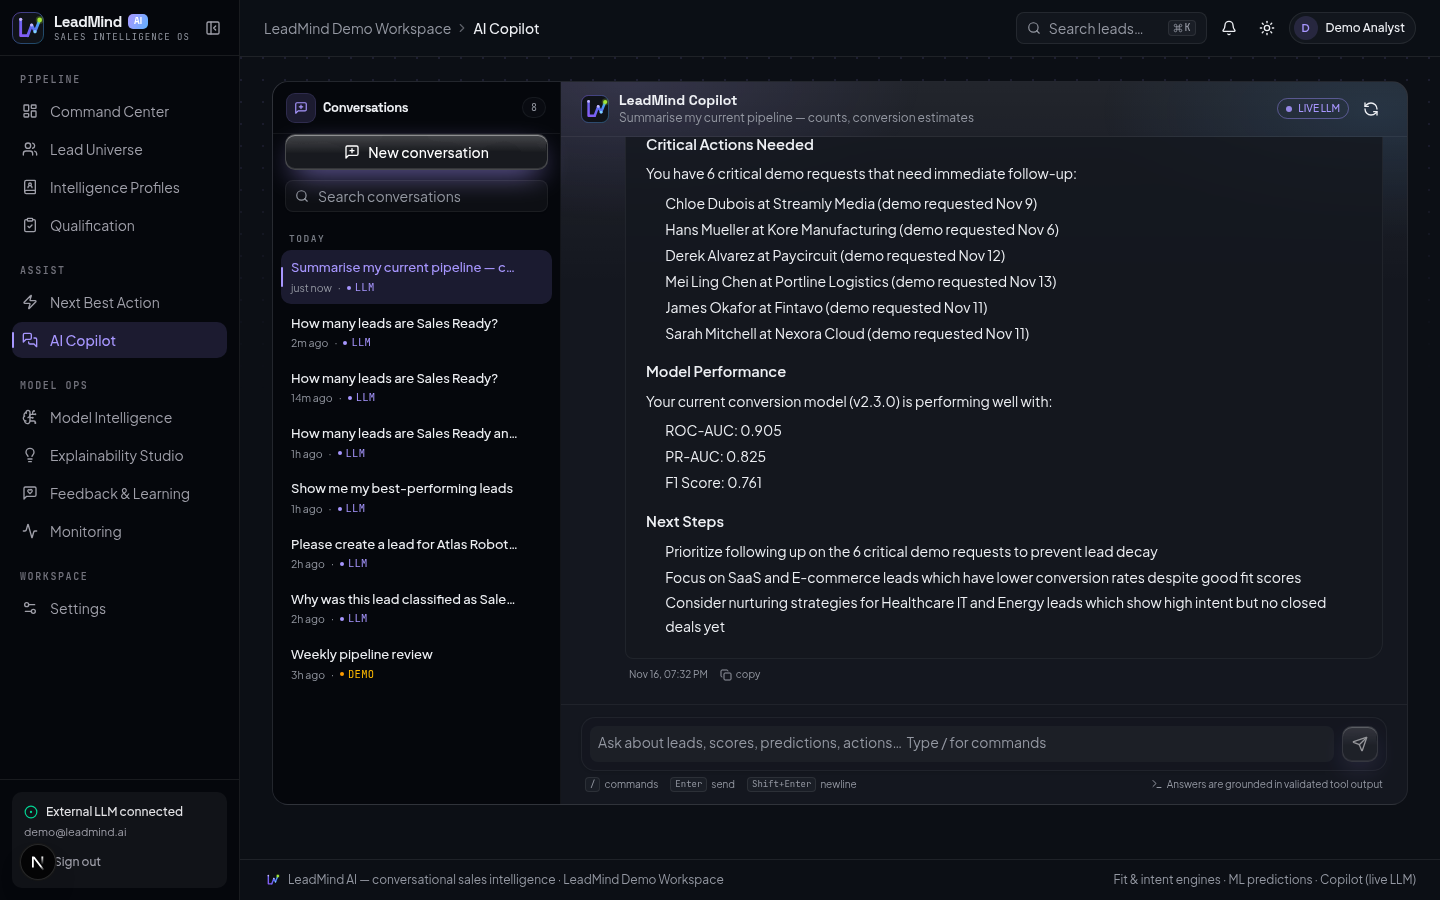 LeadMind AI
SALES INTELLIGENCE OS
PIPELINE
Command Center
Lead Universe
Intelligence Profiles
Qualification
ASSIST
Next Best Action
AI Copilot
MODEL OPS
Model Intelligence
Explainability Studio
Feedback & Learning
Monitoring
WORKSPACE
Settings
External LLM connected
demo@leadmind.ai
N
Sign out
LeadMind Demo Workspace > AI Copilot
Search leads...
⌘K
D
Demo Analyst
Conversations
8
New conversation
Search conversations
TODAY
Summarise my current pipeline — c...
just now · • LLM
How many leads are Sales Ready?
2m ago · • LLM
How many leads are Sales Ready?
14m ago · • LLM
How many leads are Sales Ready an...
1h ago · • LLM
Show me my best-performing leads
1h ago · • LLM
Please create a lead for Atlas Robot...
2h ago · • LLM
Why was this lead classified as Sale...
2h ago · • LLM
Weekly pipeline review
3h ago · • DEMO
LeadMind Copilot
Summarise my current pipeline — counts, conversion estimates
LIVE LLM
Critical Actions Needed
You have 6 critical demo requests that need immediate follow-up:
Chloe Dubois at Streamly Media (demo requested Nov 9)
Hans Mueller at Kore Manufacturing (demo requested Nov 6)
Derek Alvarez at Paycircuit (demo requested Nov 12)
Mei Ling Chen at Portline Logistics (demo requested Nov 13)
James Okafor at Fintavo (demo requested Nov 11)
Sarah Mitchell at Nexora Cloud (demo requested Nov 11)
Model Performance
Your current conversion model (v2.3.0) is performing well with:
ROC-AUC: 0.905
PR-AUC: 0.825
F1 Score: 0.761
Next Steps
Prioritize following up on the 6 critical demo requests to prevent lead decay
Focus on SaaS and E-commerce leads which have lower conversion rates despite good fit scores
Consider nurturing strategies for Healthcare IT and Energy leads which show high intent but no closed
deals yet
Nov 16, 07:32 PM copy
Ask about leads, scores, predictions, actions... Type / for commands
/ commands Enter send Shift+Enter newline
Answers are grounded in validated tool output
LeadMind AI — conversational sales intelligence · LeadMind Demo Workspace
Fit & intent engines · ML predictions · Copilot (live LLM)